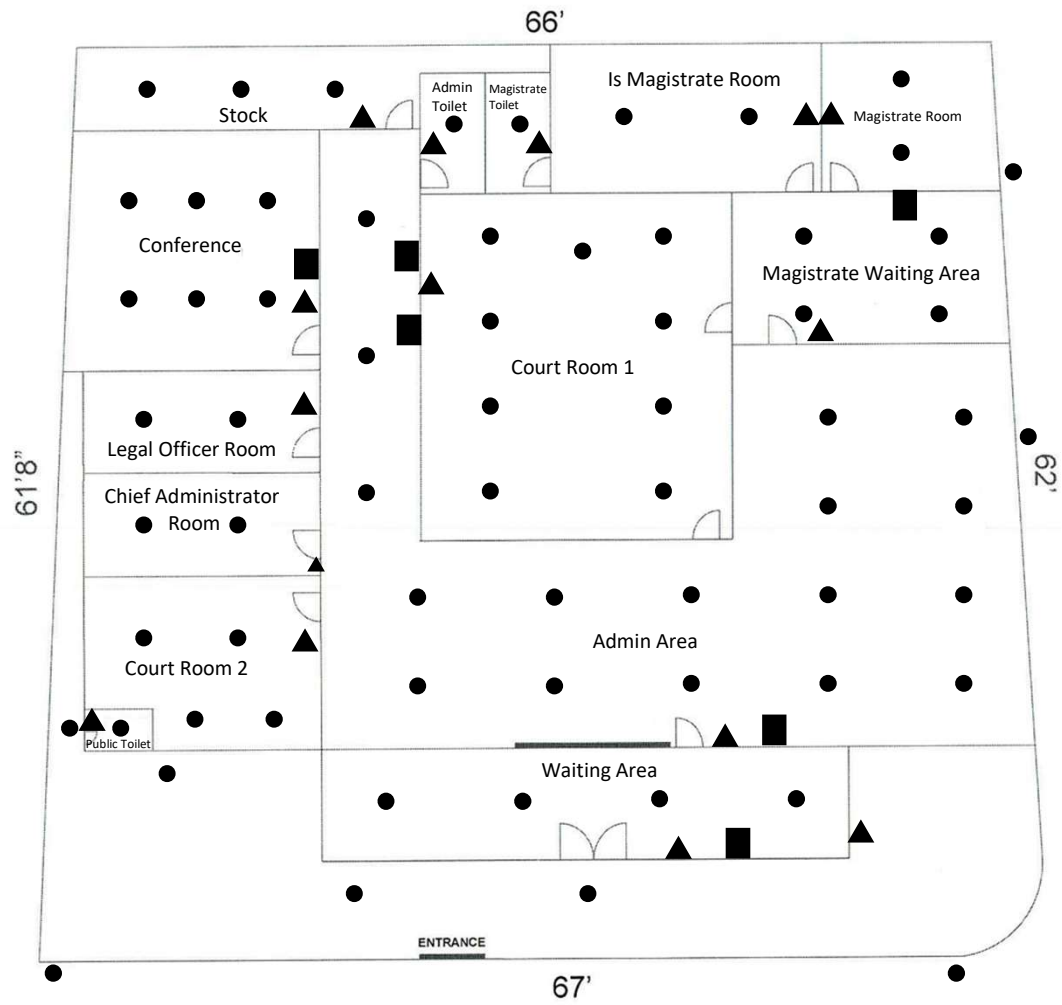 66’
Admin
Toilet
Magistrate
Toilet
Is Magistrate Room
Magistrate Room
Stock
Conference
Magistrate Waiting Area
Court Room 1
Legal Officer Room
61'8"
62'
Chief Administrator
Room
Admin Area
Court Room 2
Public Toilet
Waiting Area
ENTRANCE
67’